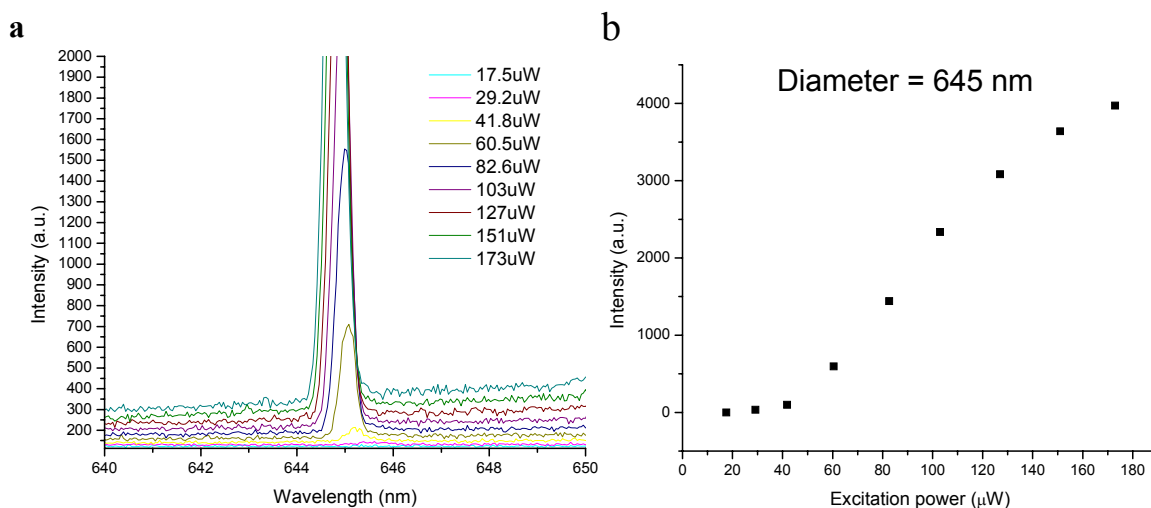 a
2000
1900
1800
1700
1600
1500
1400
1300
1200
1100
1000
900
800
700
600
500
400
300
200
Intensity (a.u.)
640
642
644
646
648
650
Wavelength (nm)
17.5uW
29.2uW
41.8uW
60.5uW
82.6uW
103uW
127uW
151uW
173uW
b
Diameter = 645 nm
4000
3000
2000
1000
0
Intensity (a.u.)
0
20
40
60
80
100
120
140
160
180
Excitation power (μW)